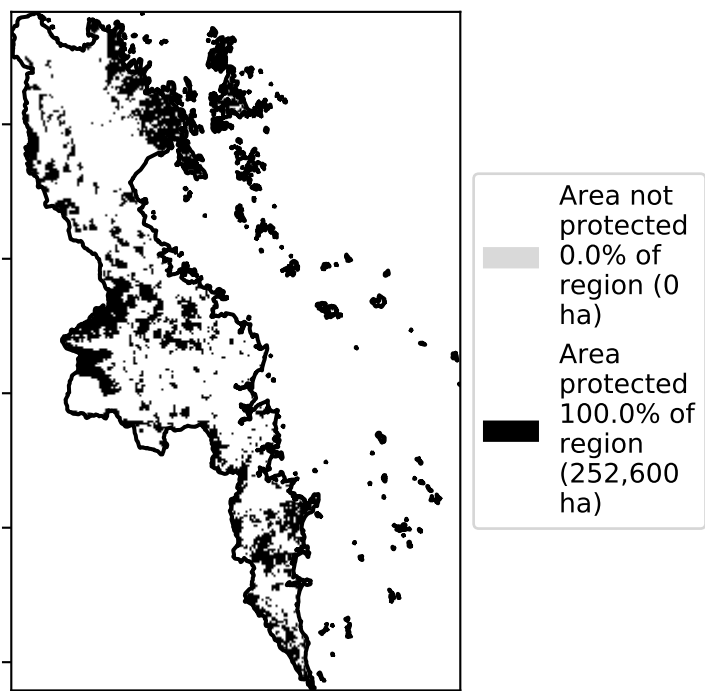 Area not
protected
0.0% of
region (0
ha)
Area
protected
100.0% of
region
(252,600
ha)